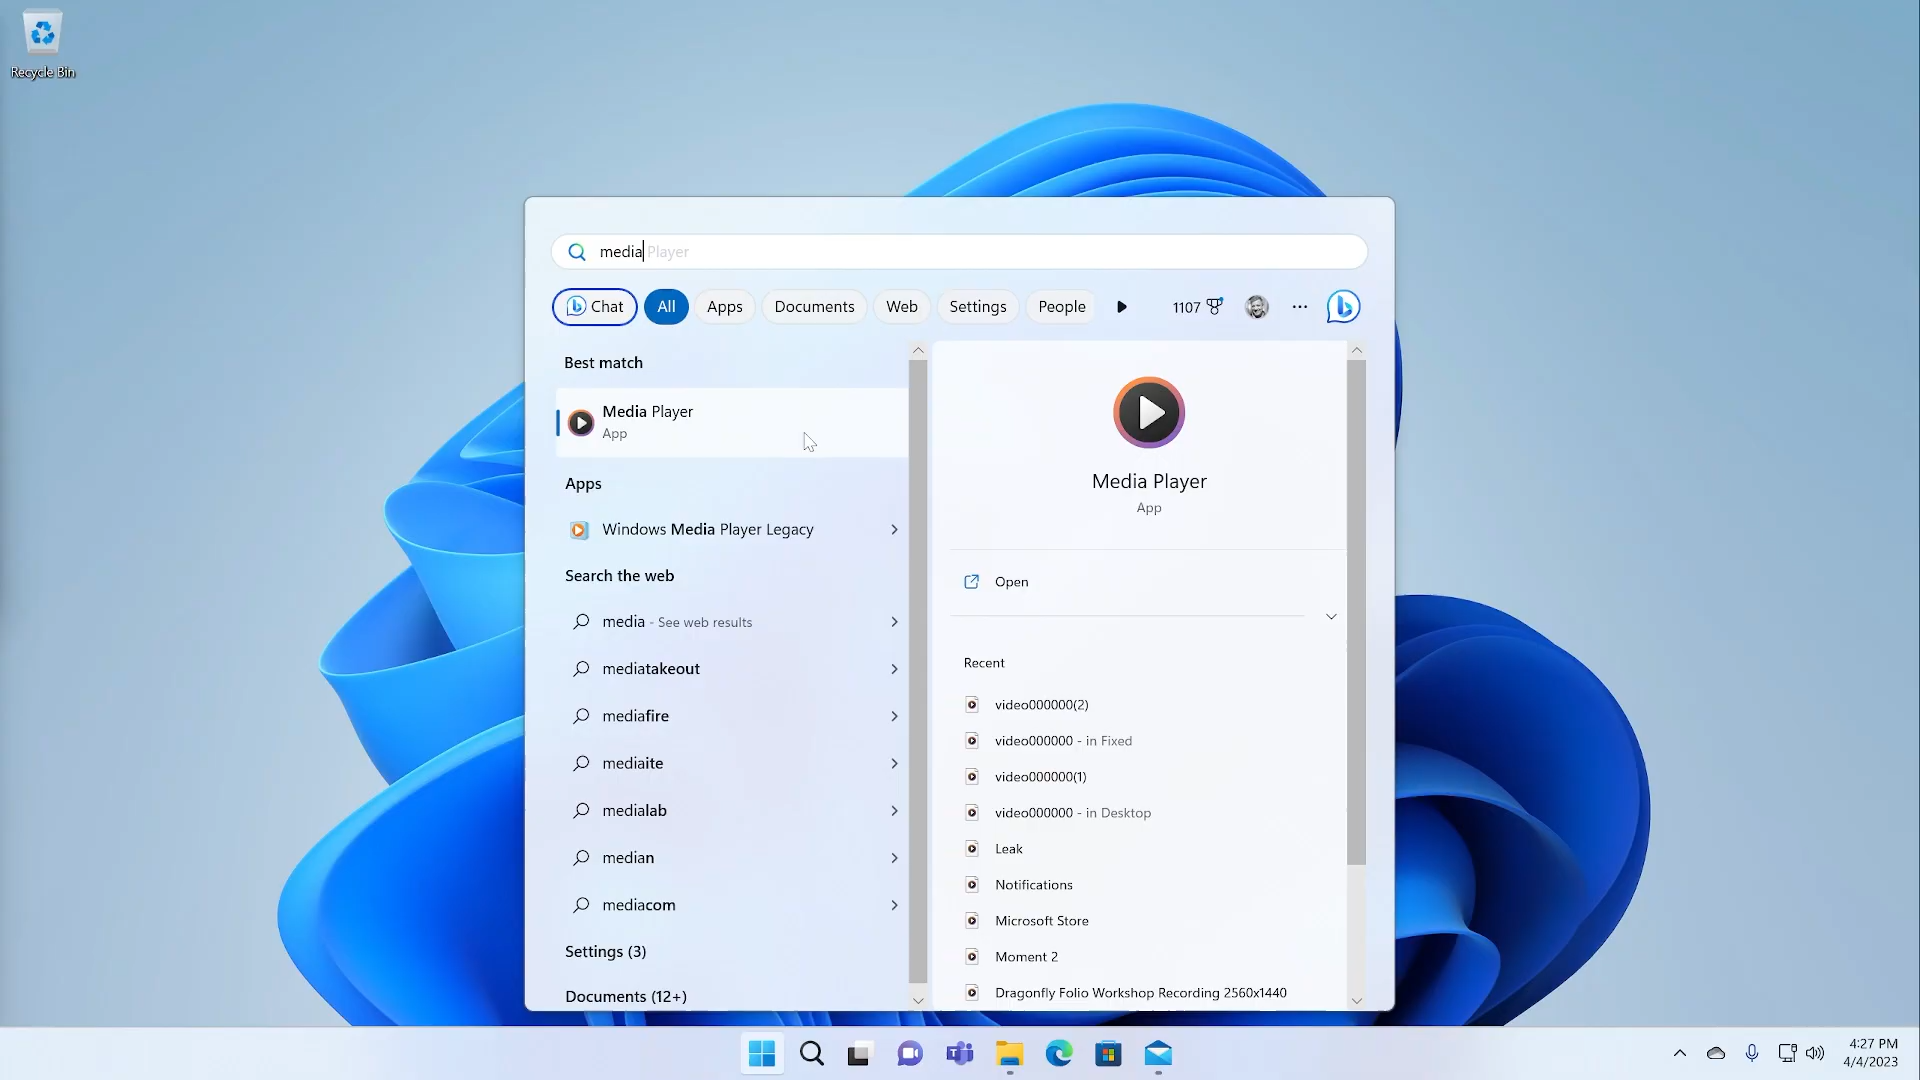 Recycle Bin
media Player
Chat
All
Apps
Documents
Web
Settings
People
1107
Best match
Media Player
App
Apps
Windows Media Player Legacy
Search the web
media - See web results
mediatakeout
mediafire
mediaite
medialab
median
mediacom
Settings (3)
Documents (12+)
Media Player
App
Open
Recent
video000000(2)
video000000 - in Fixed
video000000(1)
video000000 - in Desktop
Leak
Notifications
Microsoft Store
Moment 2
Dragonfly Folio Workshop Recording 2560x1440
4:27 PM
4/4/2023